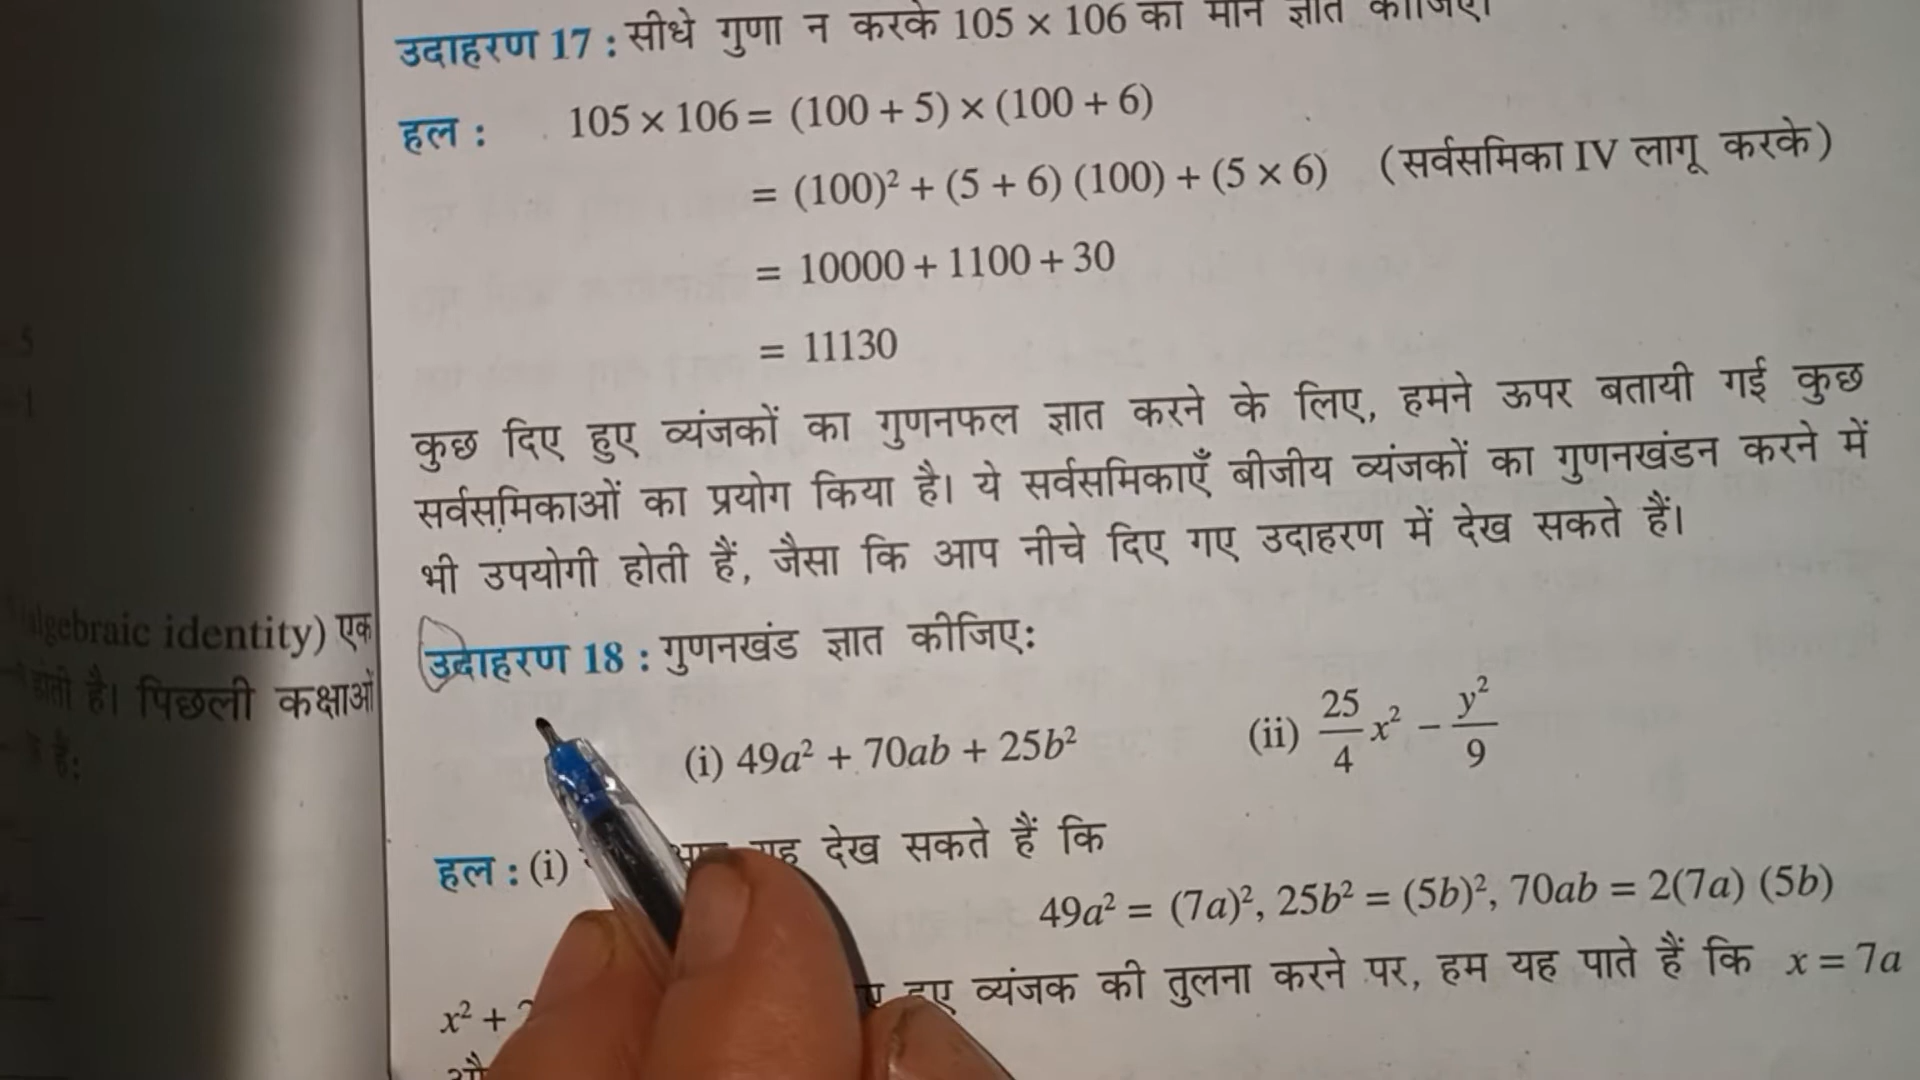 उदाहरण 17 : सीधे गुणा न करके 105 × 106 का मान ज्ञात कीजिए।
हल : 105 × 106 = (100 + 5) × (100 + 6)
= (100)² + (5 + 6) (100) + (5 × 6) (सर्वसमिका IV लागू करके)
= 10000 + 1100 + 30
= 11130
कुछ दिए हुए व्यंजकों का गुणनफल ज्ञात करने के लिए, हमने ऊपर बतायी गई कुछ
सर्वसमिकाओं का प्रयोग किया है। ये सर्वसमिकाएँ बीजीय व्यंजकों का गुणनखंडन करने में
भी उपयोगी होती हैं, जैसा कि आप नीचे दिए गए उदाहरण में देख सकते हैं।
उदाहरण 18 : गुणनखंड ज्ञात कीजिए:
(i) 49a² + 70ab + 25b² (ii) 25/4 x² − y²/9
हल : (i) यह देख सकते हैं कि
49a² = (7a)², 25b² = (5b)², 70ab = 2(7a) (5b)
x² + हुए व्यंजक की तुलना करने पर, हम यह पाते हैं कि x = 7a
algebraic identity) एक
होती है। पिछली कक्षाओं
है: